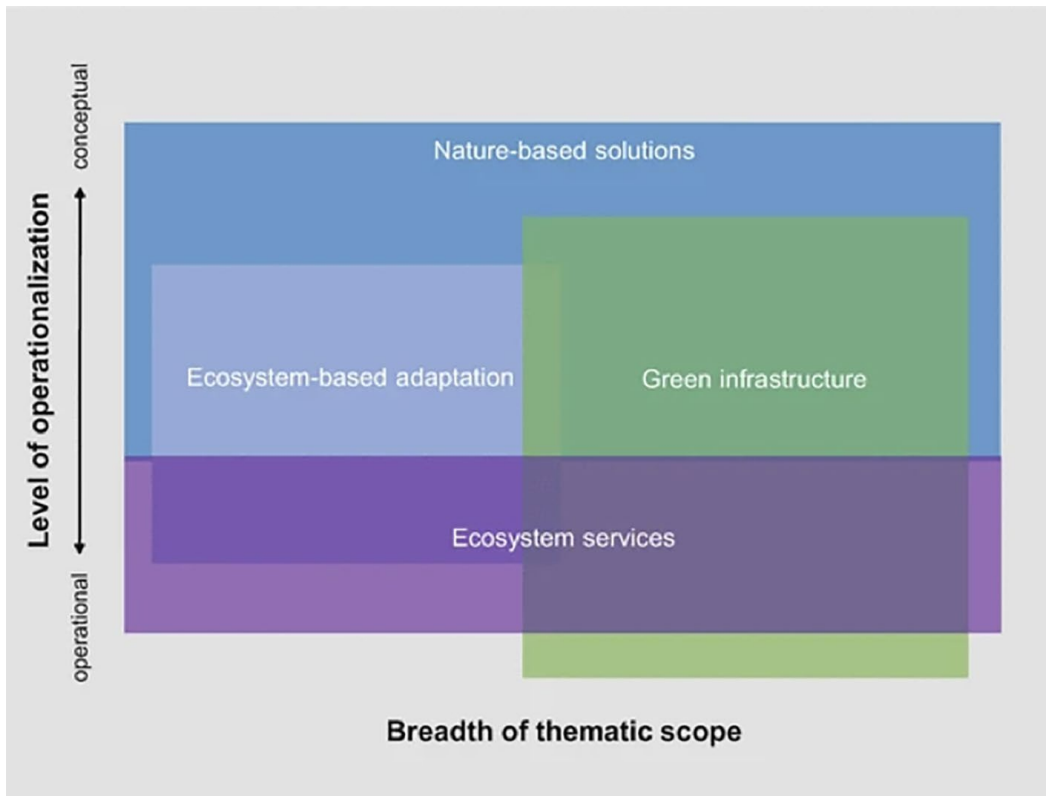 conceptual
Nature-based solutions
Level of operationalization
Ecosystem-based adaptation
Green infrastructure
Ecosystem services
operational
Breadth of thematic scope